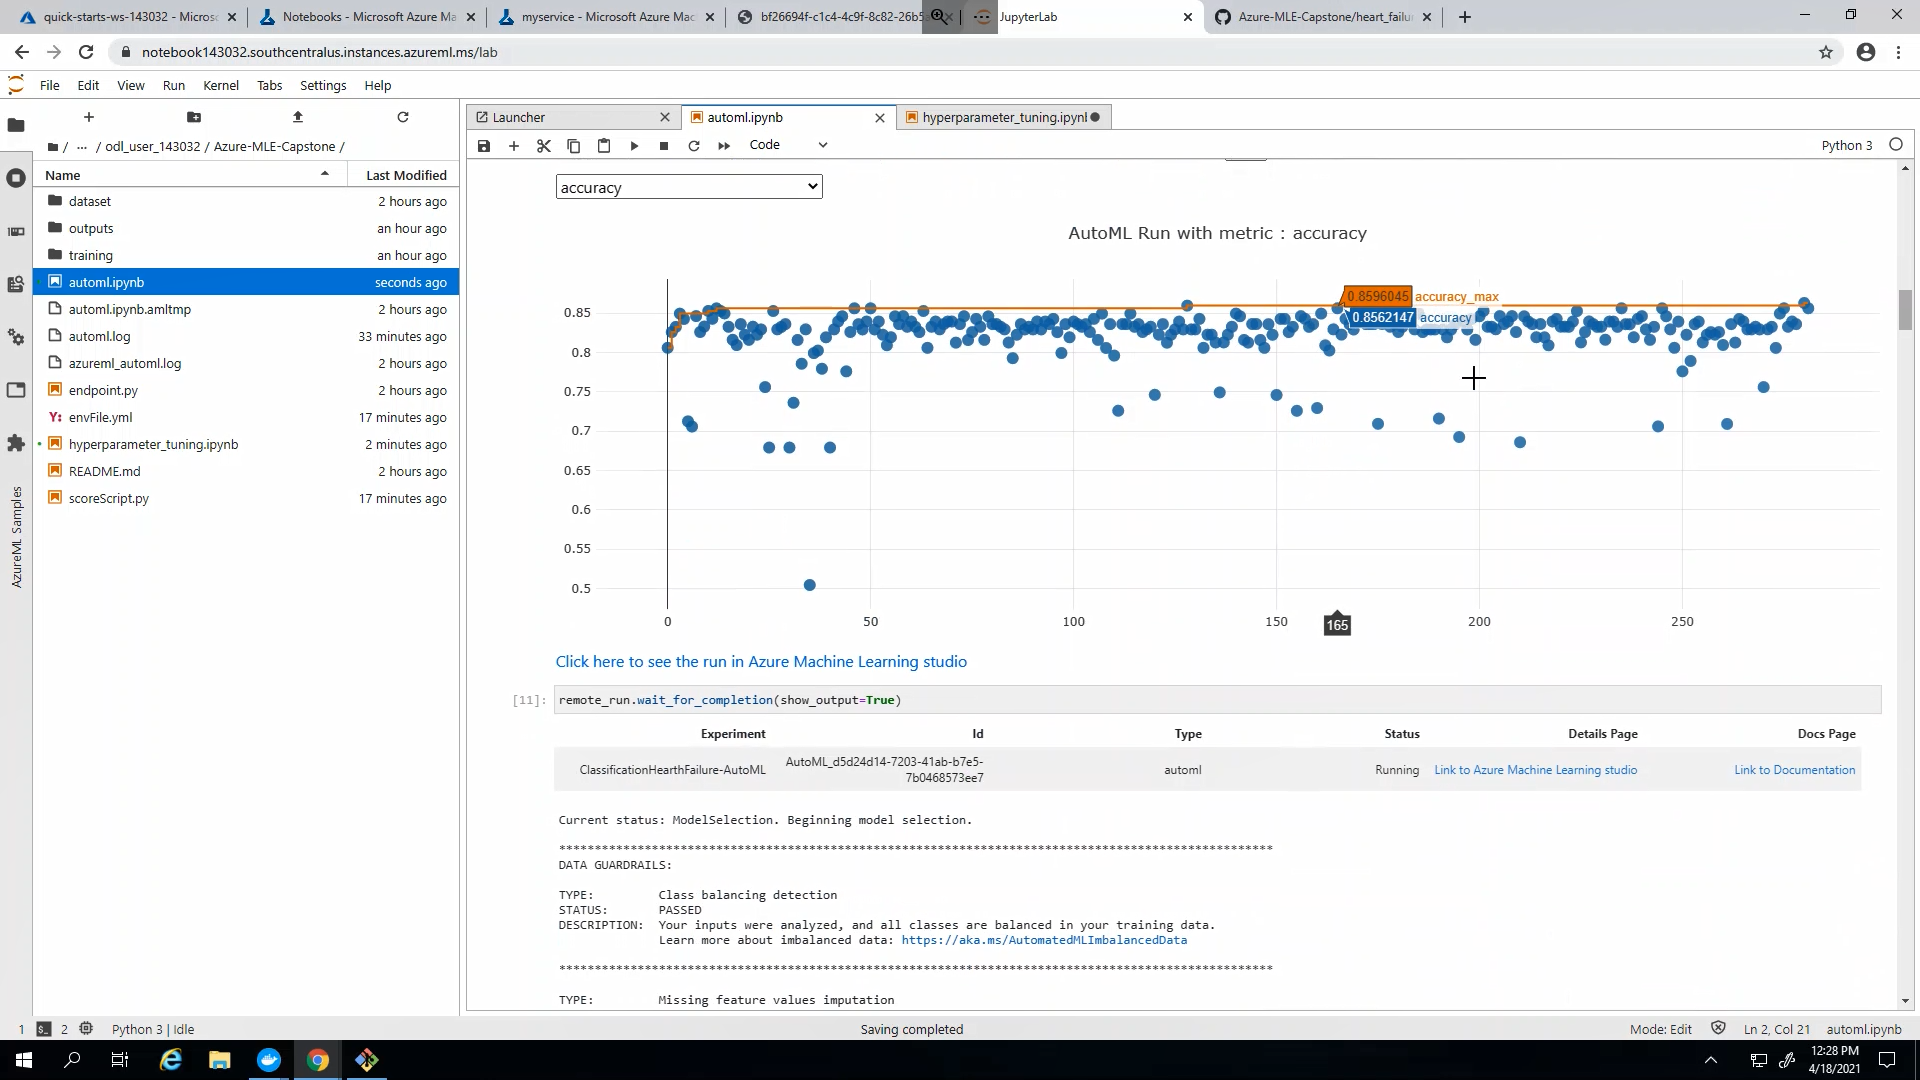 quick-starts-ws-143032 - Microso
Notebooks - Microsoft Azure Ma
myservice - Microsoft Azure Mac
bf26694f-c1c4-4c9f-8c82-26b5a
JupyterLab
Azure-MLE-Capstone/heart_failu
notebook143032.southcentralus.instances.azureml.ms/lab
File Edit View Run Kernel Tabs Settings Help
/ ... / odl_user_143032 / Azure-MLE-Capstone /
Name Last Modified
dataset 2 hours ago
outputs an hour ago
training an hour ago
automl.ipynb seconds ago
automl.ipynb.amltmp 2 hours ago
automl.log 33 minutes ago
azureml_automl.log 2 hours ago
endpoint.py 2 hours ago
Y: envFile.yml 17 minutes ago
hyperparameter_tuning.ipynb 2 minutes ago
README.md 2 hours ago
scoreScript.py 17 minutes ago
AzureML Samples
Launcher
automl.ipynb
hyperparameter_tuning.ipynl
Code
Python 3
accuracy
AutoML Run with metric : accuracy
0.8596045 accuracy_max
0.8562147 accuracy
0.85
0.8
0.75
0.7
0.65
0.6
0.55
0.5
0 50 100 150 165 200 250
Click here to see the run in Azure Machine Learning studio
[11]: remote_run.wait_for_completion(show_output=True)
Experiment Id Type Status Details Page Docs Page
ClassificationHearthFailure-AutoML AutoML_d5d24d14-7203-41ab-b7e5-
7b0468573ee7 automl Running Link to Azure Machine Learning studio Link to Documentation
Current status: ModelSelection. Beginning model selection.
****************************************************************************************************
DATA GUARDRAILS:
TYPE: Class balancing detection
STATUS: PASSED
DESCRIPTION: Your inputs were analyzed, and all classes are balanced in your training data.
Learn more about imbalanced data: https://aka.ms/AutomatedMLImbalancedData
****************************************************************************************************
TYPE: Missing feature values imputation
1 2 Python 3 | Idle Saving completed Mode: Edit Ln 2, Col 21 automl.ipynb
12:28 PM
4/18/2021